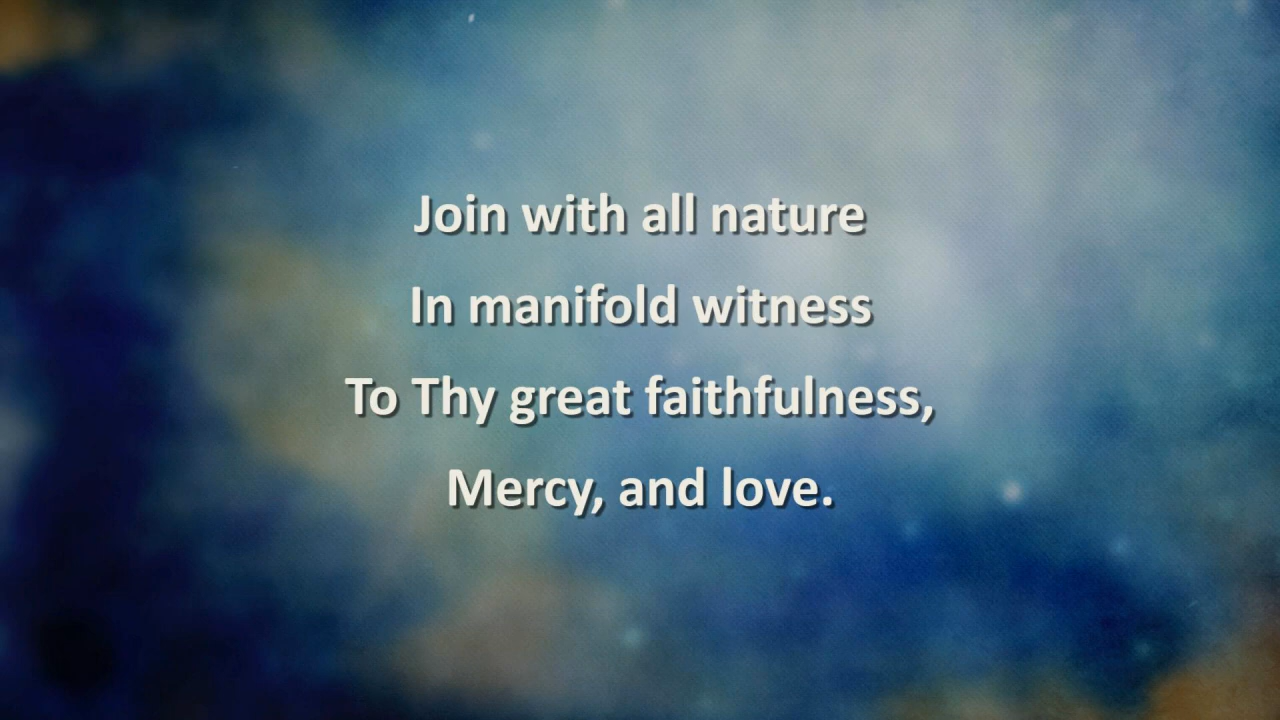 Join with all nature
In manifold witness
To Thy great faithfulness,
Mercy, and love.